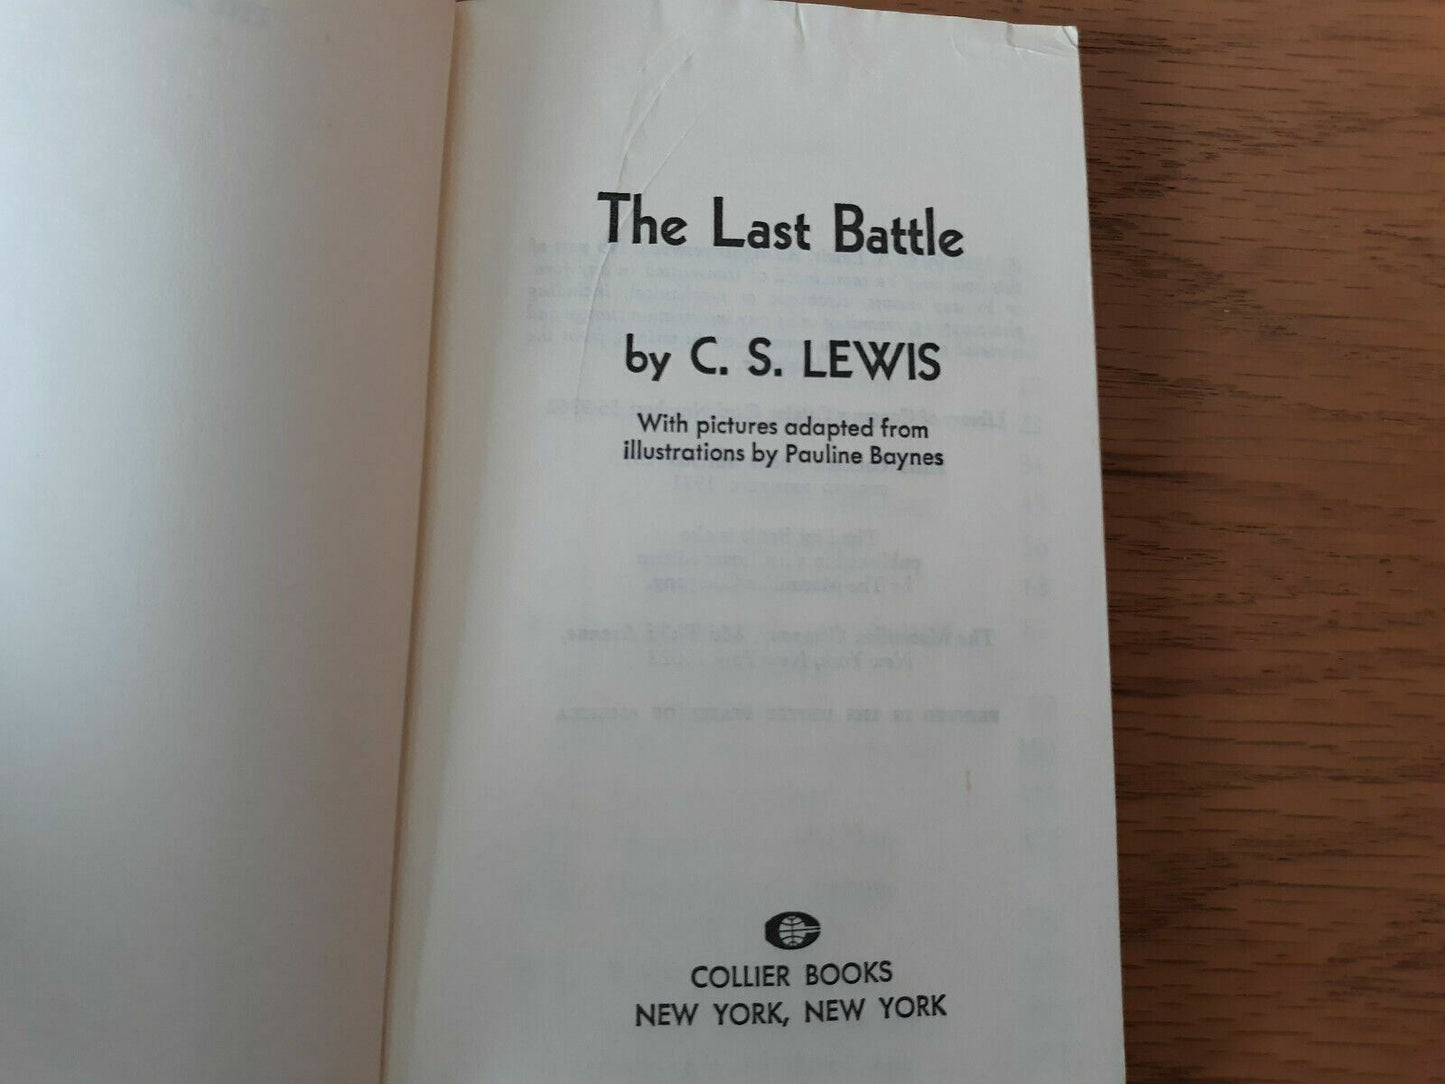 The Last Battle
by C. S. LEWIS
With pictures adapted from
illustrations by Pauline Baynes
COLLIER BOOKS
NEW YORK, NEW YORK